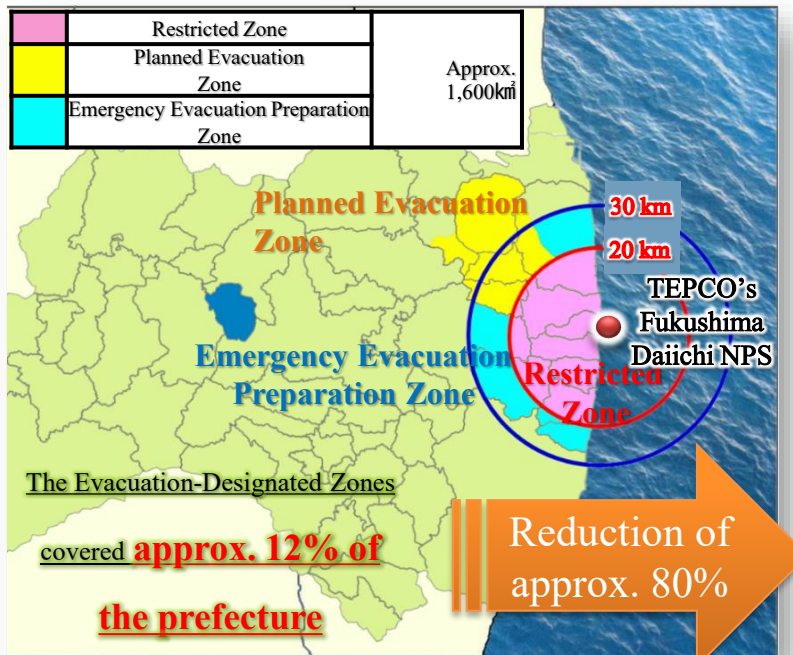 Restricted Zone
Planned Evacuation
Zone
Emergency Evacuation Preparation
Zone
Approx.
1,600㎢
Planned Evacuation
Zone
30 km
20 km
TEPCO’s
Fukushima
Daiichi NPS
Emergency Evacuation
Preparation Zone
Restricted
Zone
The Evacuation-Designated Zones
covered approx. 12% of
the prefecture
Reduction of
approx. 80%